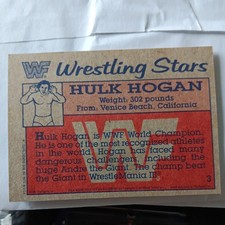 WF Wrestling Stars
HULK HOGAN
Weight: 302 pounds
From: Venice Beach, California
Hulk Hogan is WWF World Champion.
He is one of the most recognised athletes
in the world. Hogan has faced many
dangerous challengers, including the
huge Andre the Giant. The champ beat
the Giant in WrestleMania III.
3